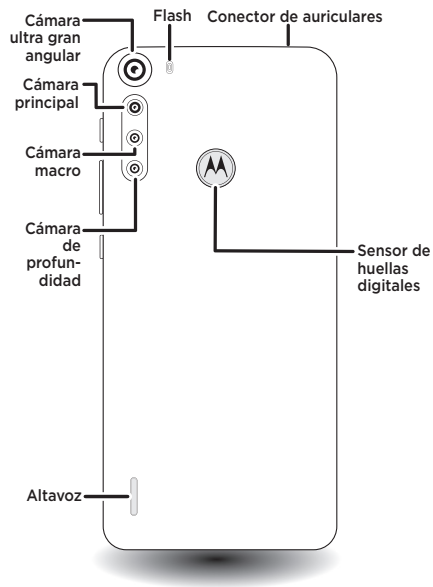 Cámara
ultra gran
angular
Flash
Conector de auriculares
Cámara
principal
Cámara
macro
Cámara
de
profun-
didad
Sensor de
huellas
digitales
Altavoz